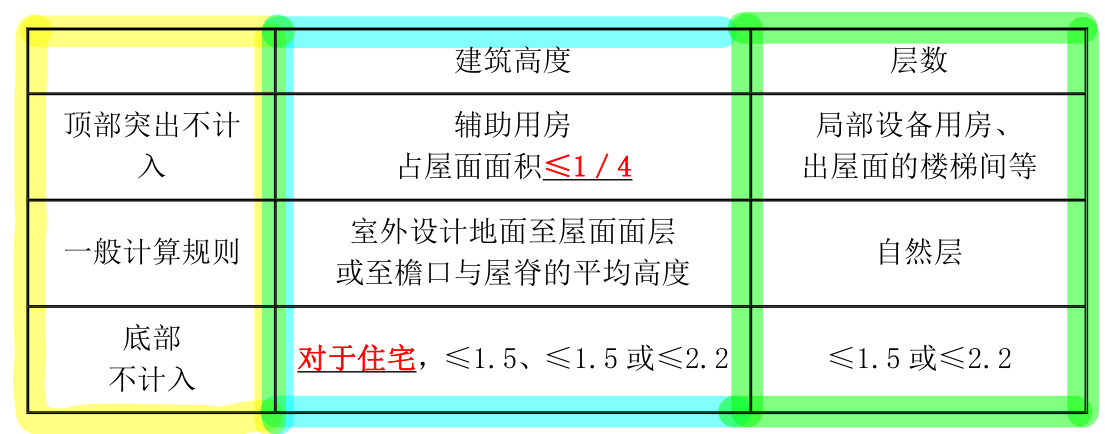 建筑高度
层数
顶部突出不计
入
辅助用房
占屋面面积≤1／4
局部设备用房、
出屋面的楼梯间等
一般计算规则
室外设计地面至屋面面层
或至檐口与屋脊的平均高度
自然层
底部
不计入
对于住宅，≤1.5、≤1.5 或≤2.2
≤1.5 或≤2.2